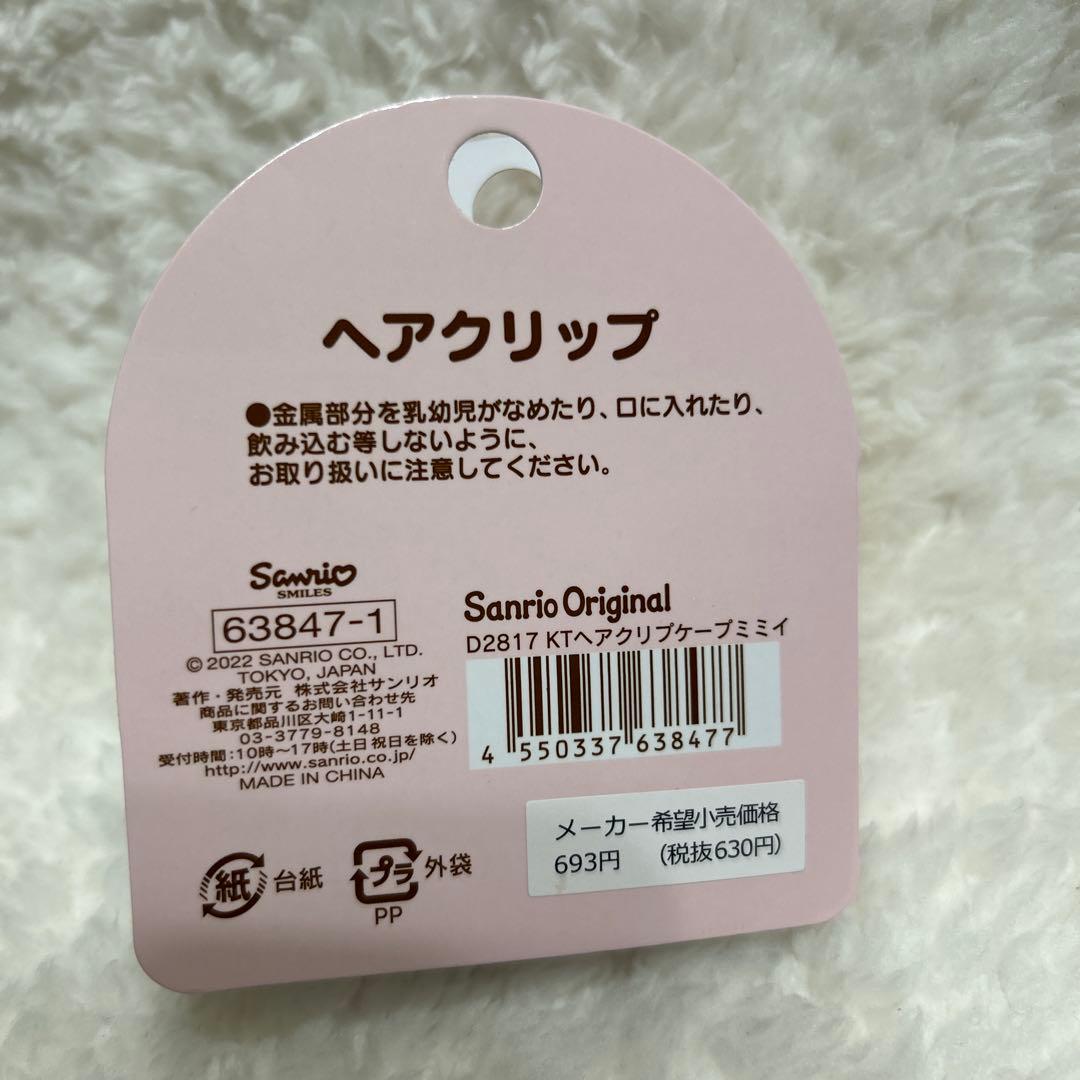 ヘアクリップ
●金属部分を乳幼児がなめたり、口に入れたり、
飲み込む等しないように、
お取り扱いに注意してください。
Sanrio
SMILES
63847-1
© 2022 SANRIO CO., LTD.
TOKYO, JAPAN
著作・発売元 株式会社サンリオ
商品に関するお問い合わせ先
東京都品川区大崎1-11-1
03-3779-8148
受付時間:10時〜17時(土日祝日を除く)
http://www.sanrio.co.jp/
MADE IN CHINA
Sanrio Original
D2817 KTヘアクリプケープミミイ
4 550337 638477
メーカー希望小売価格
693円 (税抜630円)
紙 台紙
プラ 外袋
PP